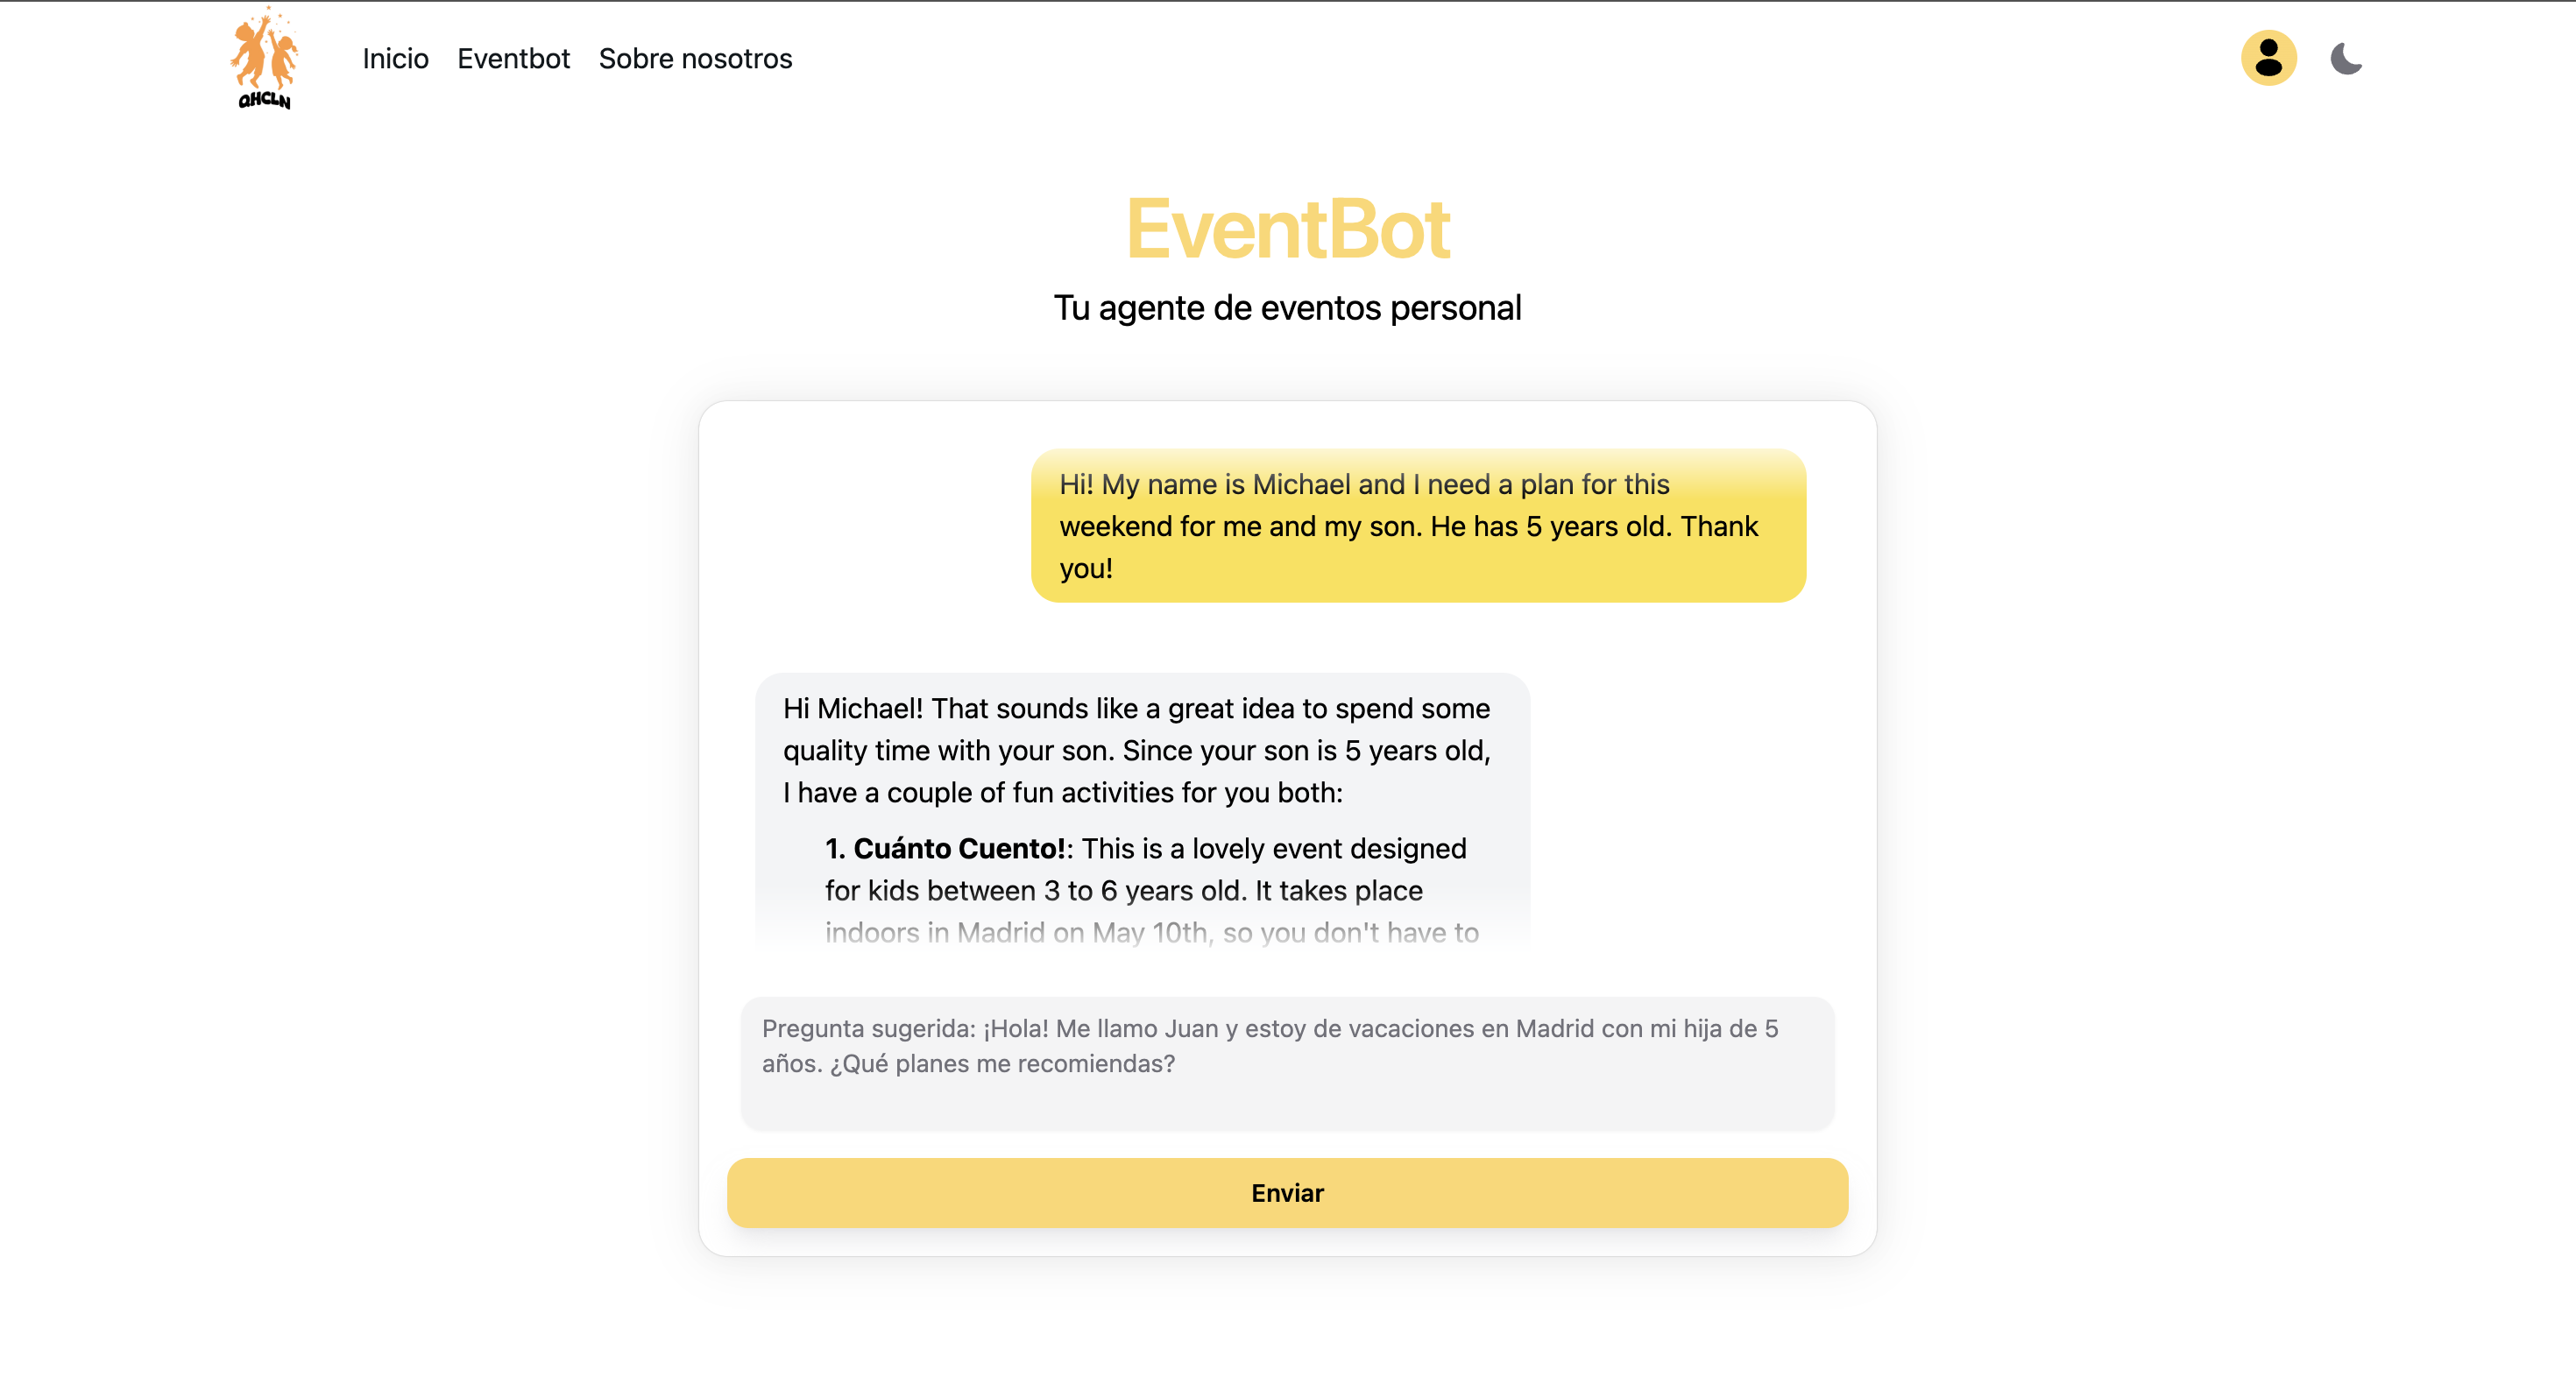 QHCLN
Inicio Eventbot Sobre nosotros
EventBot
Tu agente de eventos personal
Hi! My name is Michael and I need a plan for this
weekend for me and my son. He has 5 years old. Thank
you!
Hi Michael! That sounds like a great idea to spend some
quality time with your son. Since your son is 5 years old,
I have a couple of fun activities for you both:
1. Cuánto Cuento!: This is a lovely event designed
for kids between 3 to 6 years old. It takes place
indoors in Madrid on May 10th, so you don't have to
Pregunta sugerida: ¡Hola! Me llamo Juan y estoy de vacaciones en Madrid con mi hija de 5
años. ¿Qué planes me recomiendas?
Enviar